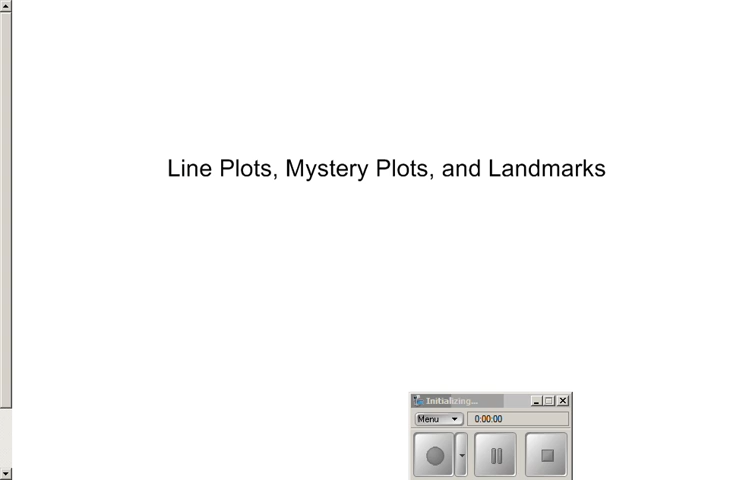 Line Plots, Mystery Plots, and Landmarks
Initializing...
Menu
0:00:00